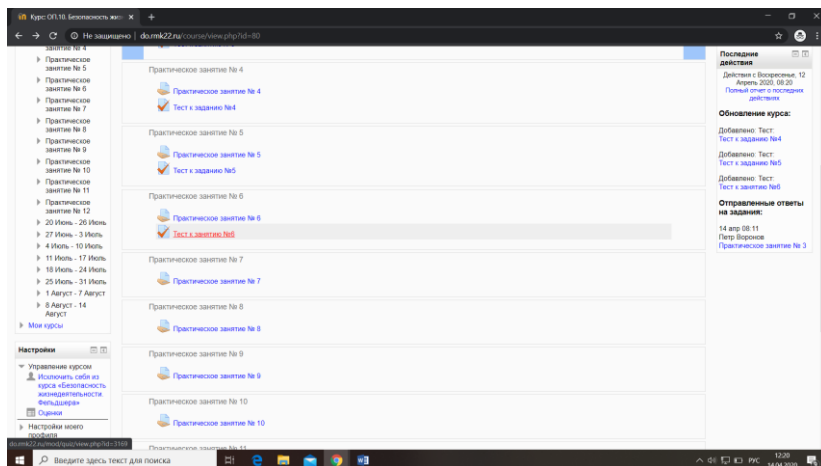 Курс: ОП.10. Безопасность жиз
Не защищено | do.rmk22.ru/course/view.php?id=80
занятие № 4
Практическое
занятие № 5
Практическое
занятие № 6
Практическое
занятие № 7
Практическое
занятие № 8
Практическое
занятие № 9
Практическое
занятие № 10
Практическое
занятие № 11
Практическое
занятие № 12
20 Июнь - 26 Июнь
27 Июнь - 3 Июль
4 Июль - 10 Июль
11 Июль - 17 Июль
18 Июль - 24 Июль
25 Июль - 31 Июль
1 Август - 7 Август
8 Август - 14
Август
Мои курсы
Настройки
Управление курсом
Исключить себя из
курса «Безопасность
жизнедеятельности.
Фельдшера»
Оценки
Настройки моего
профиля
do.rmk22.ru/mod/quiz/view.php?id=3169
Практическое занятие № 4
Практическое занятие № 4
Тест к заданию №4
Практическое занятие № 5
Практическое занятие № 5
Тест к заданию №5
Практическое занятие № 6
Практическое занятие № 6
Тест к занятию №6
Практическое занятие № 7
Практическое занятие № 7
Практическое занятие № 8
Практическое занятие № 8
Практическое занятие № 9
Практическое занятие № 9
Практическое занятие № 10
Практическое занятие № 10
Практическое занятие № 11
Последние
действия
Действия с Воскресенье, 12
Апрель 2020, 08:20
Полный отчет о последних
действиях
Обновление курса:
Добавлено: Тест:
Тест к заданию №4
Добавлено: Тест:
Тест к заданию №5
Добавлено: Тест:
Тест к занятию №6
Отправленные ответы
на задания:
14 апр 08:11
Петр Воронов
Практическое занятие № 3
Введите здесь текст для поиска
РУС
12:20
14.04.2020